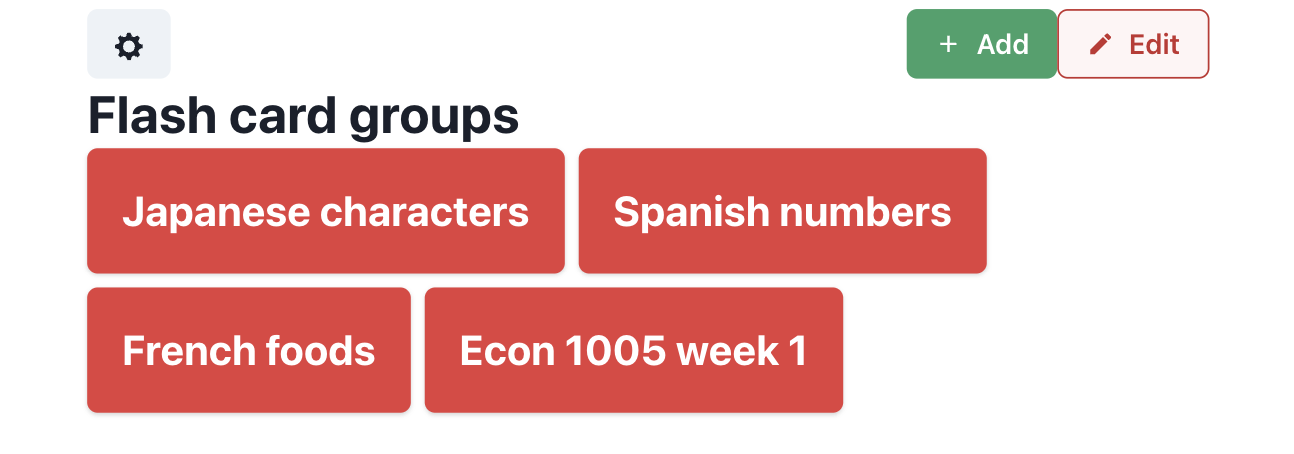 + Add Edit
Flash card groups
Japanese characters Spanish numbers
French foods Econ 1005 week 1